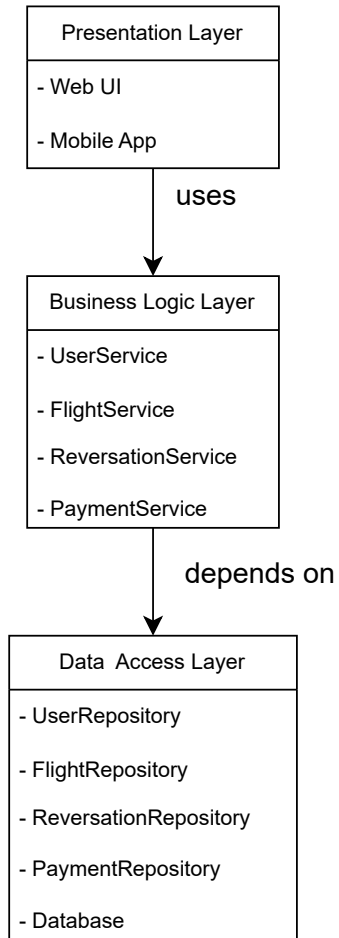 Presentation Layer
- Web UI
- Mobile App
uses
Business Logic Layer
- UserService
- FlightService
- ReversationService
- PaymentService
depends on
Data Access Layer
- UserRepository
- FlightRepository
- ReversationRepository
- PaymentRepository
- Database